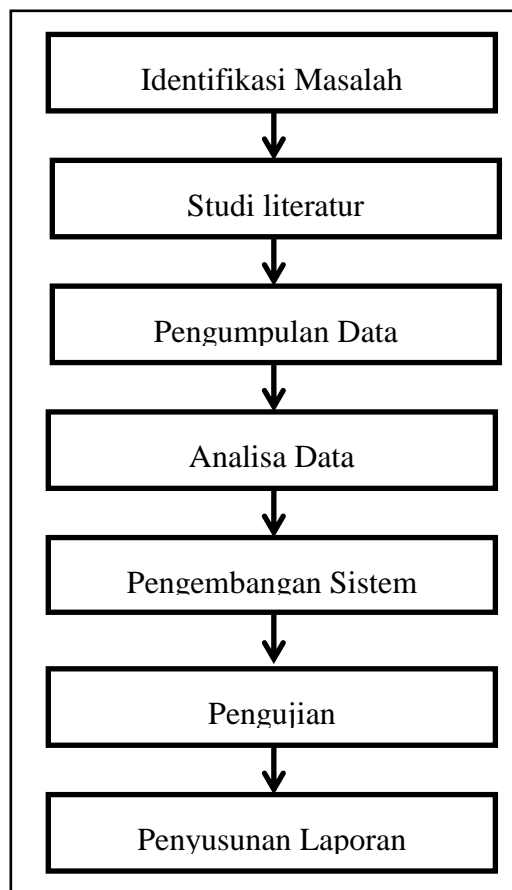 Identifikasi Masalah
Studi literatur
Pengumpulan Data
Analisa Data
Pengembangan Sistem
Pengujian
Penyusunan Laporan